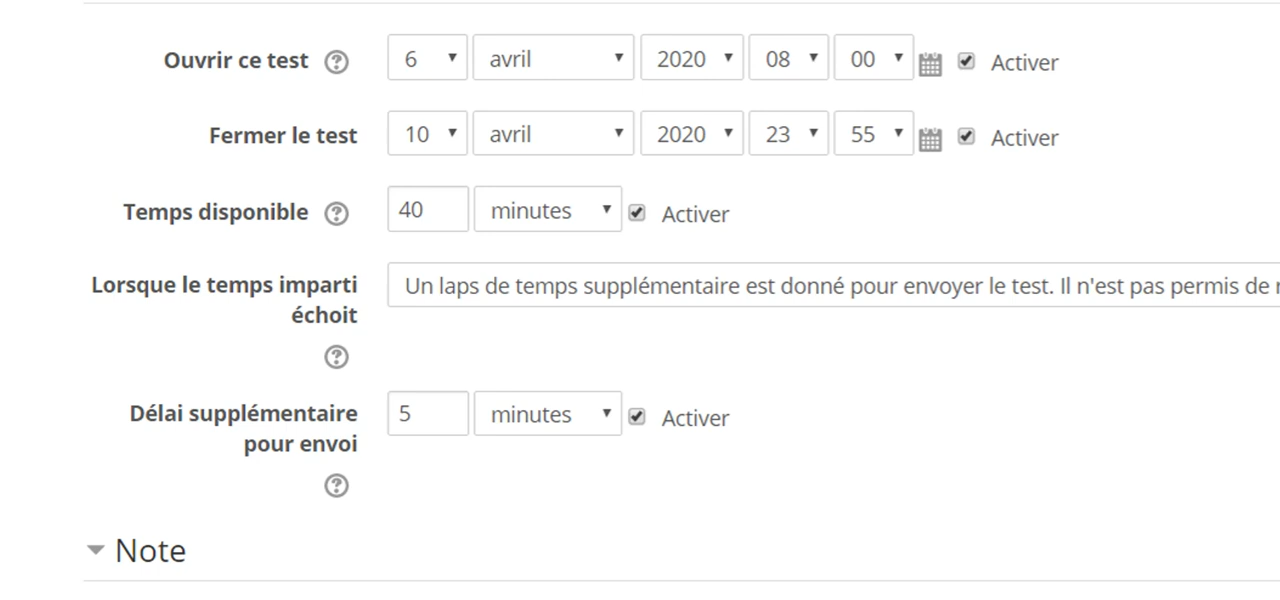 Ouvrir ce test 6 avril 2020 08 00 Activer
Fermer le test 10 avril 2020 23 55 Activer
Temps disponible 40 minutes Activer
Lorsque le temps imparti Un laps de temps supplémentaire est donné pour envoyer le test. Il n'est pas permis de
échoit
Délai supplémentaire 5 minutes Activer
pour envoi
Note